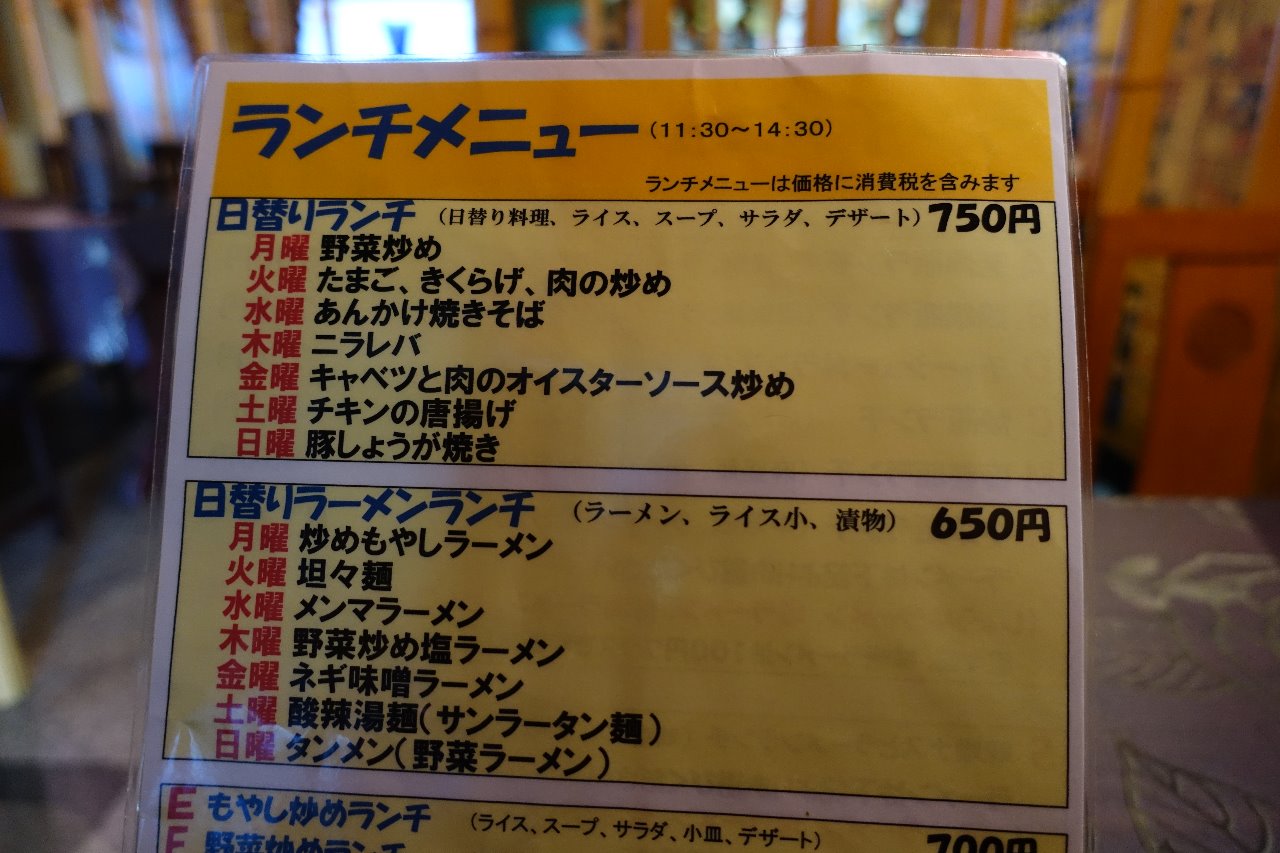 ランチメニュー（11：30～14：30）
ランチメニューは価格に消費税を含みます
日替りランチ （日替り料理、ライス、スープ、サラダ、デザート） 750円
月曜 野菜炒め
火曜 たまご、きくらげ、肉の炒め
水曜 あんかけ焼きそば
木曜 ニラレバ
金曜 キャベツと肉のオイスターソース炒め
土曜 チキンの唐揚げ
日曜 豚しょうが焼き
日替りラーメンランチ （ラーメン、ライス小、漬物） 650円
月曜 炒めもやしラーメン
火曜 坦々麺
水曜 メンマラーメン
木曜 野菜炒め塩ラーメン
金曜 ネギ味噌ラーメン
土曜 酸辣湯麺（サンラータン麺）
日曜 タンメン（野菜ラーメン）
E もやし炒めランチ （ライス、スープ、サラダ、小皿、デザート）
F 野菜炒めランチ 700円